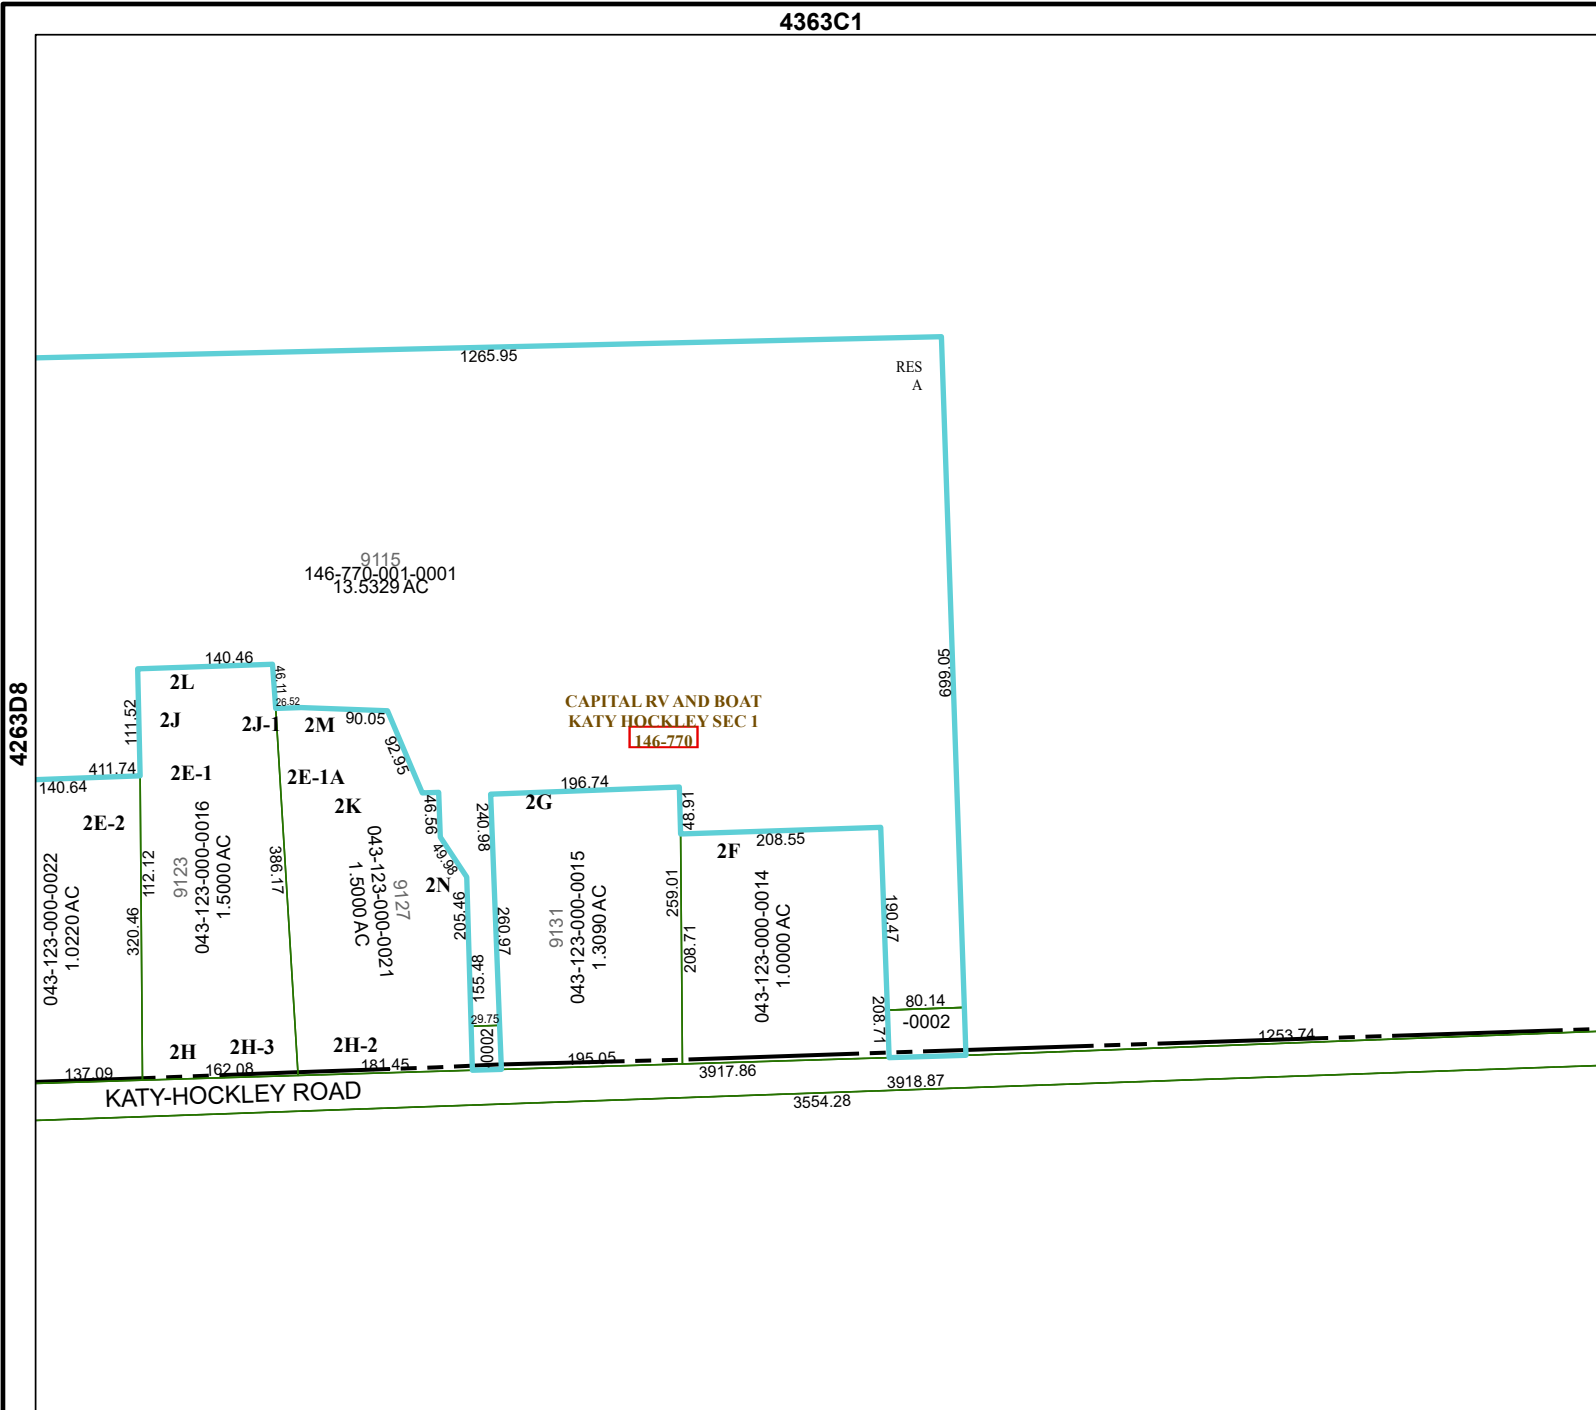 4363C1
4263D8
1265.95
RES
A
9115
146-770-001-0001
13.5329 AC
699.05
140.46
46.11
2L
26.52
111.52
2J
2J-1
2M
90.05
CAPITAL RV AND BOAT
KATY HOCKLEY SEC 1
146-770
92.95
411.74
140.64
2E-1
2E-1A
2K
196.74
2G
240.98
48.91
46.56
2E-2
208.55
2F
49.98
043-123-000-0022
1.0220 AC
112.12
320.46
9123
043-123-000-0016
1.5000 AC
386.17
043-123-000-0021
1.5000 AC
9127
2N
205.46
155.48
260.67
9131
043-123-000-0015
1.3090 AC
259.01
208.71
043-123-000-0014
1.0000 AC
190.47
208.71
80.14
-0002
29.75
-0002
2H
2H-3
2H-2
137.09
162.08
181.45
195.05
3917.86
1253.74
KATY-HOCKLEY ROAD
3918.87
3554.28